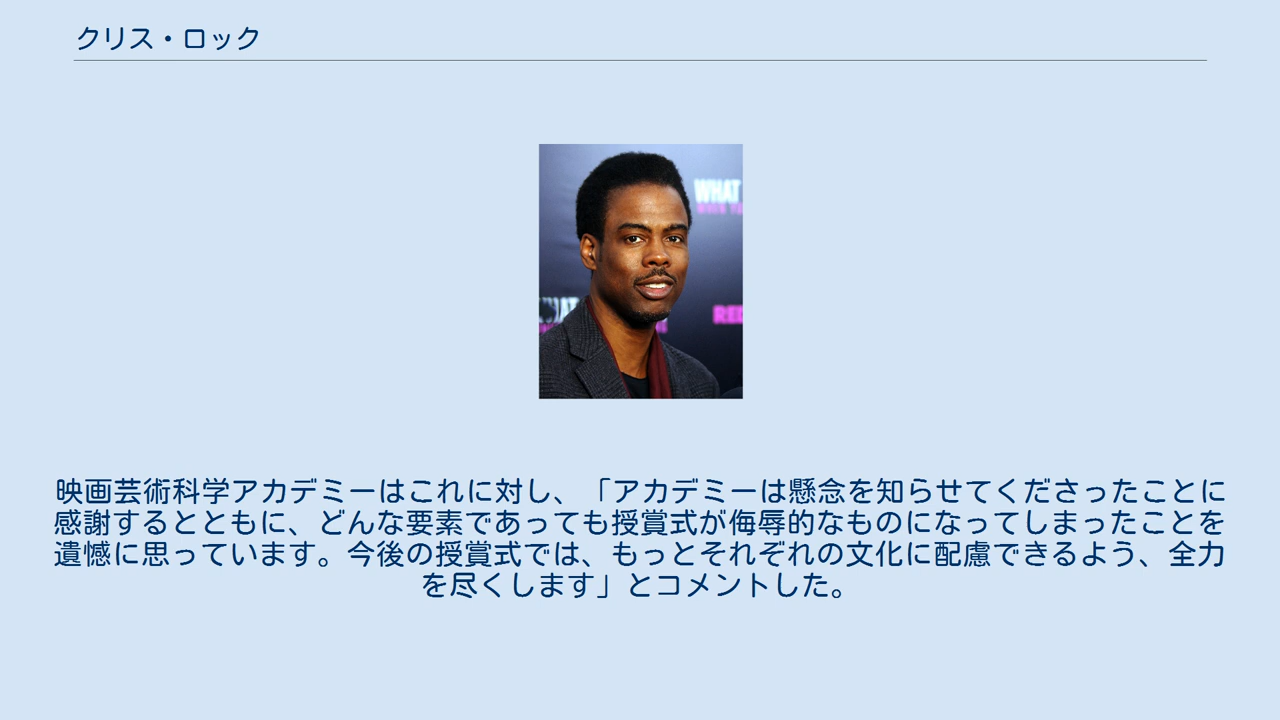 クリス・ロック
WHAT
WHEN YO
WHAT
RED
映画芸術科学アカデミーはこれに対し、「アカデミーは懸念を知らせてくださったことに
感謝するとともに、どんな要素であっても授賞式が侮辱的なものになってしまったことを
遺憾に思っています。今後の授賞式では、もっとそれぞれの文化に配慮できるよう、全力
を尽くします」とコメントした。